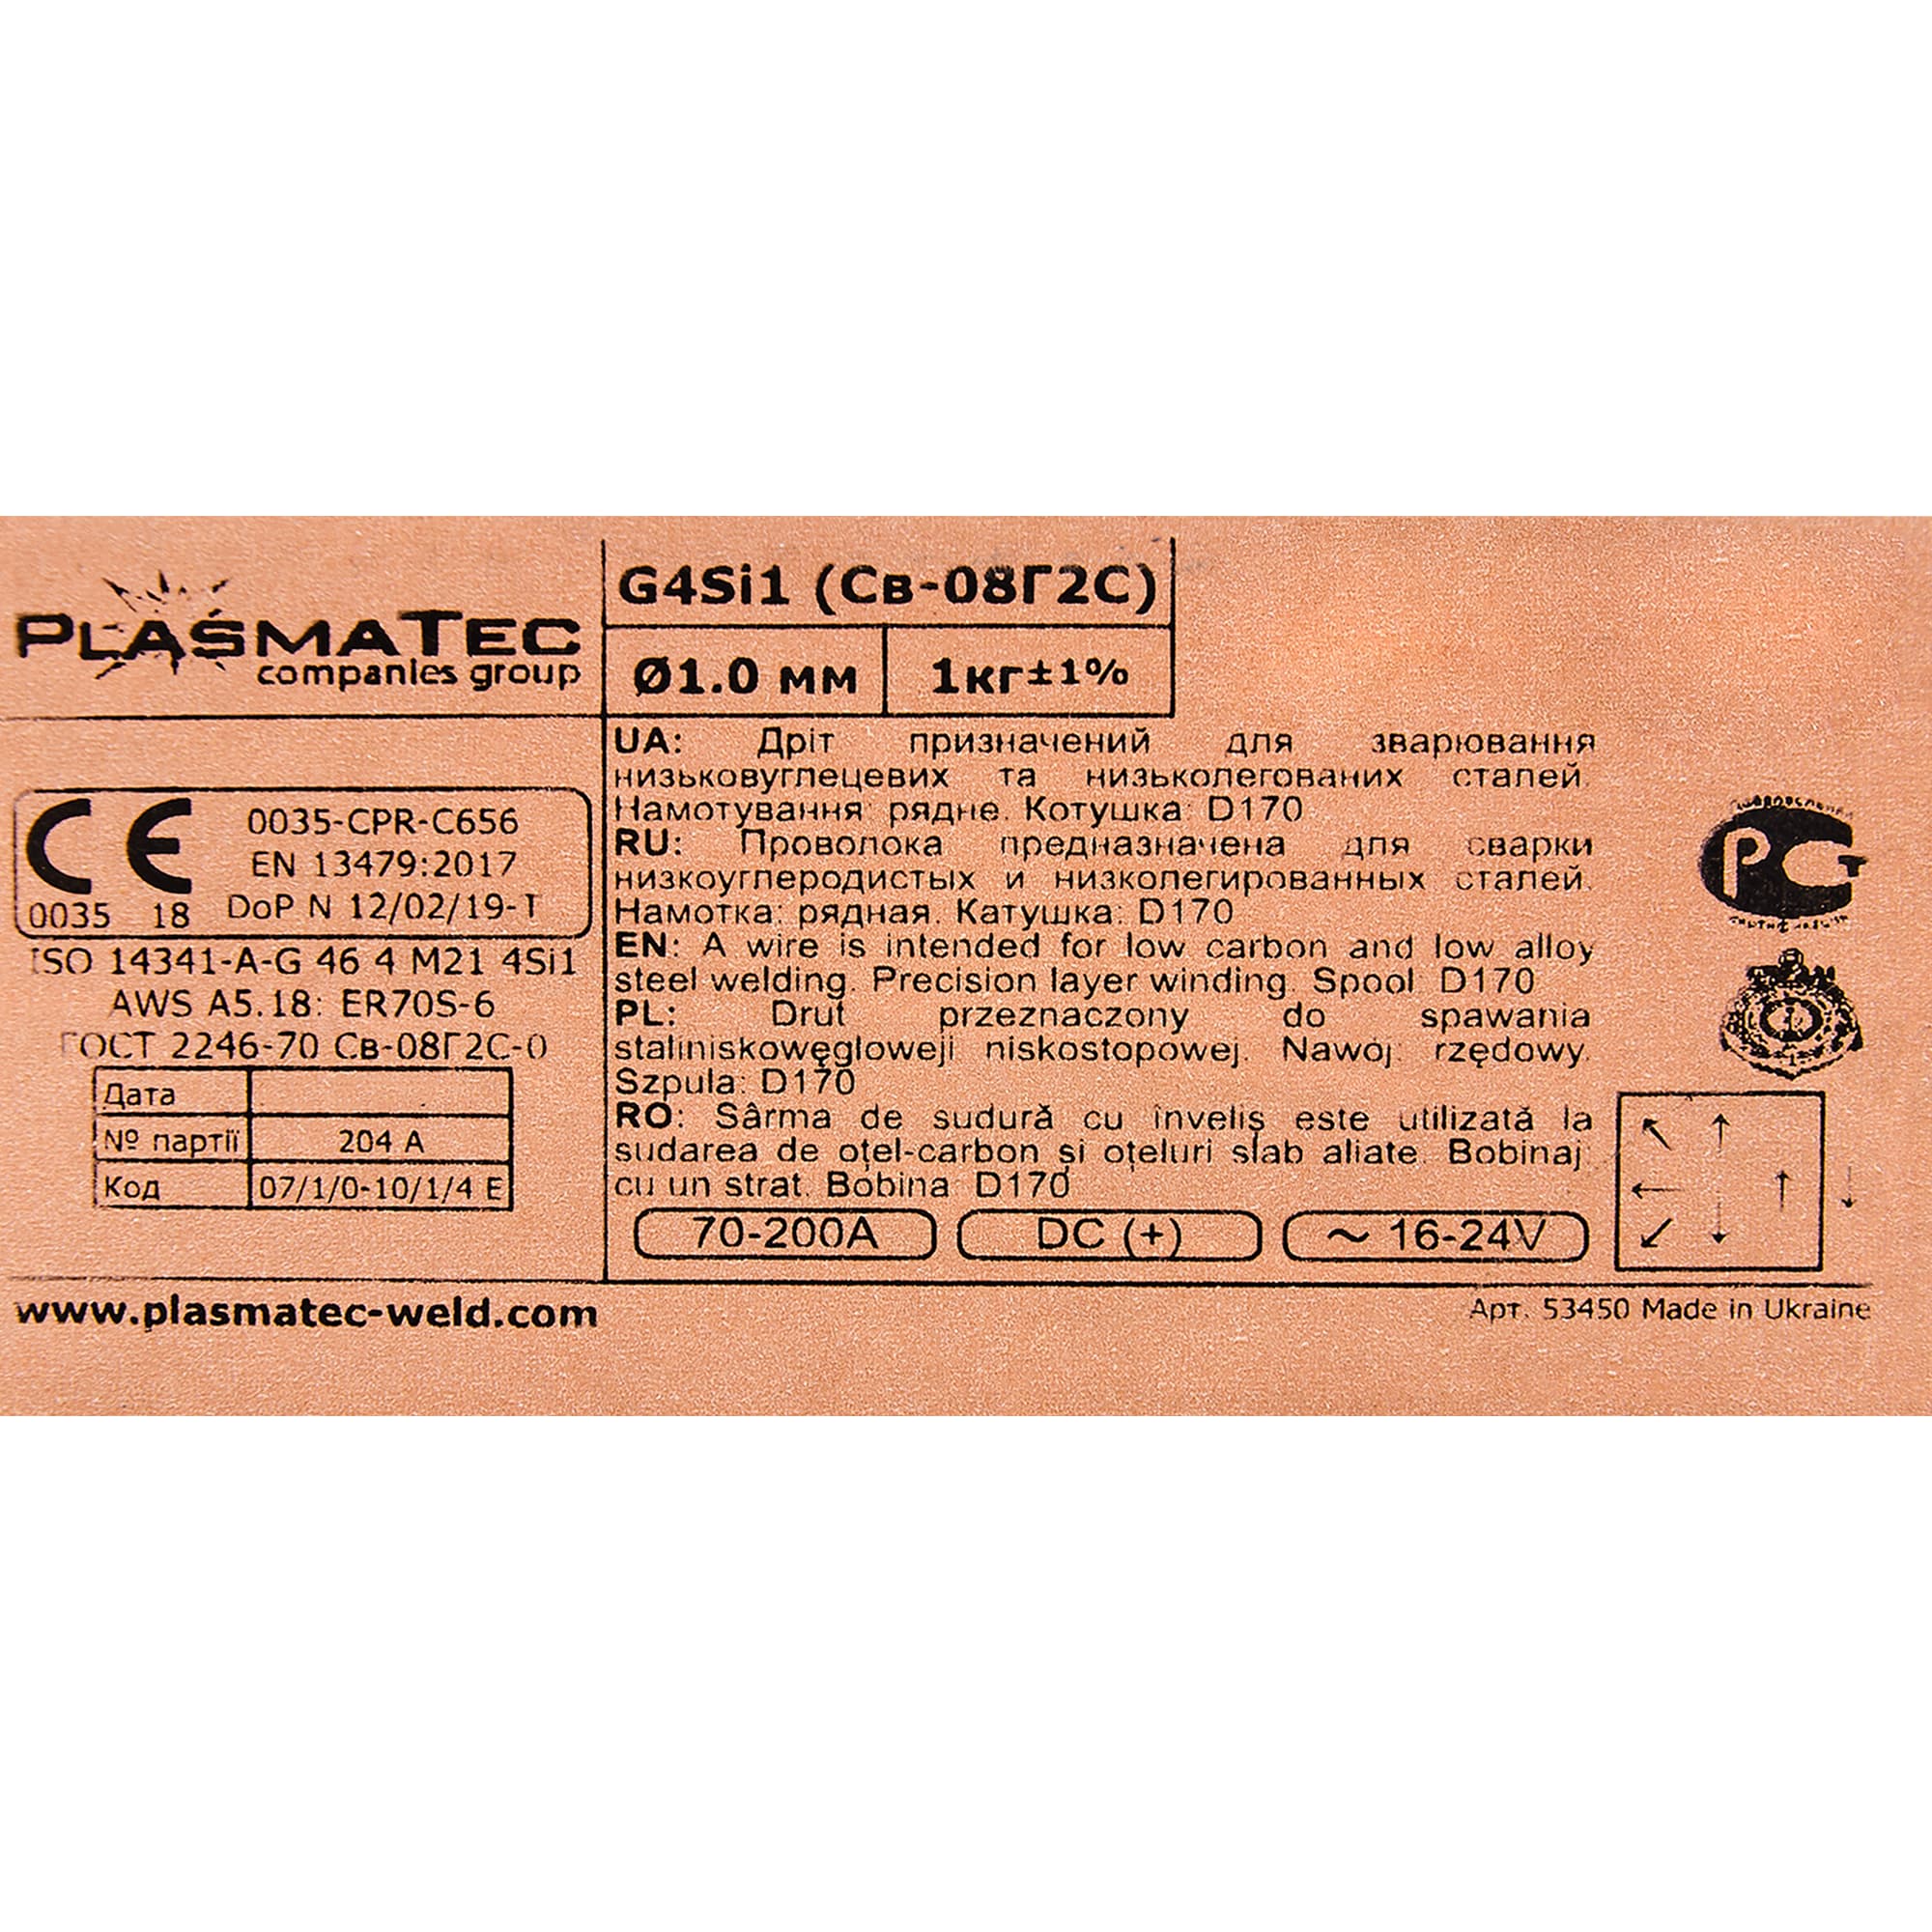 PLASMATEC
companies group
G4Si1 (Св-08Г2С)
Ø1.0 мм
1кг±1%
CE
0035 18
0035-CPR-C656
EN 13479:2017
DoP N 12/02/19-T
ISO 14341-A-G 46 4 M21 4Si1
AWS A5.18: ER70S-6
ГОСТ 2246-70 Св-08Г2С-О
Дата
№ партії 204 A
Код 07/1/0-10/1/4 E
UA: Дріт призначений для зварювання
низьковуглецевих та низьколегованих сталей.
Намотування: рядне. Котушка: D170
RU: Проволока предназначена для сварки
низкоуглеродистых и низколегированных сталей.
Намотка: рядная. Катушка: D170
EN: A wire is intended for low carbon and low alloy
steel welding. Precision layer winding. Spool: D170
PL: Drut przeznaczony do spawania
staliniskowęgloweji niskostopowej. Nawój: rzędowy.
Szpula: D170
RO: Sârma de sudură cu înveliș este utilizată la
sudarea de oțel-carbon și oțeluri slab aliate. Bobinaj:
cu un strat. Bobina: D170
70-200A DC (+) ~ 16-24V
РСТ
www.plasmatec-weld.com
Арт. 53450 Made in Ukraine